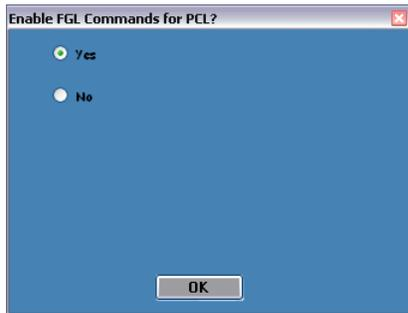 Enable FGL Commands for PCL?
Yes
No
OK